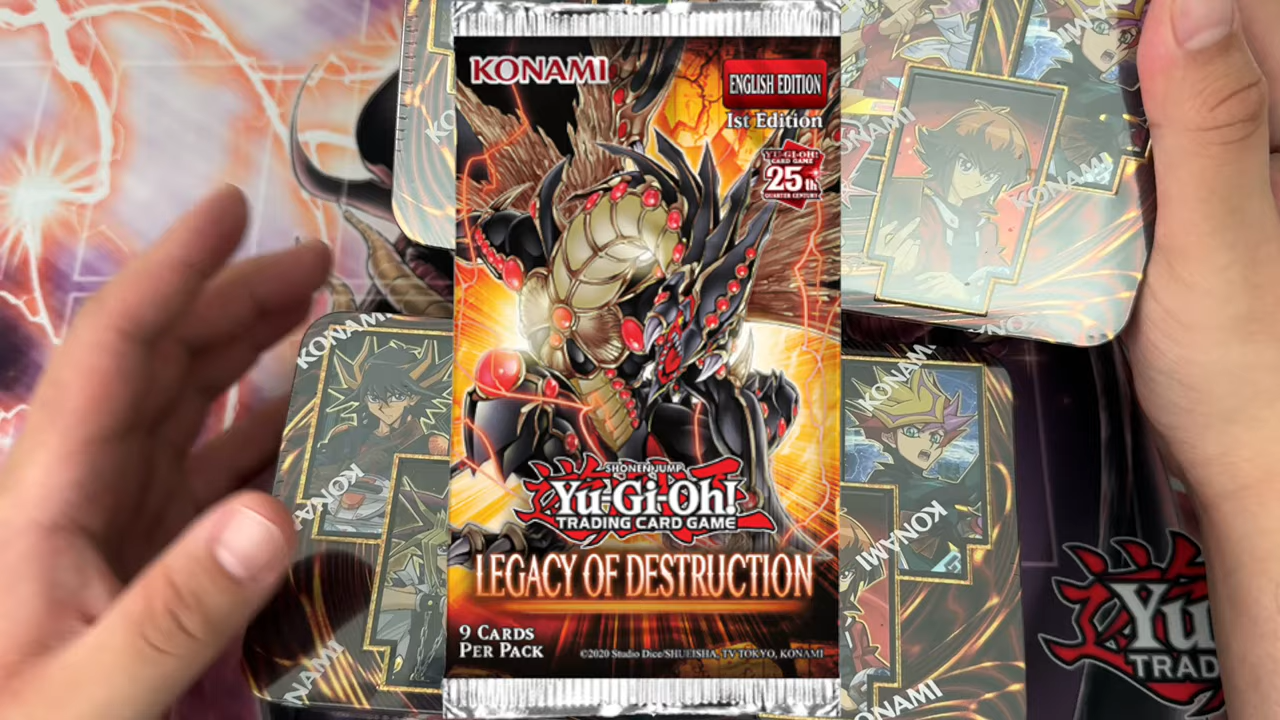 KONAMI
ENGLISH EDITION
1st Edition
YU-GI-OH!
CARD GAME
25th
QUARTER CENTURY
SHONEN JUMP
Yu-Gi-Oh!
TRADING CARD GAME
LEGACY OF DESTRUCTION
9 CARDS
PER PACK
©2020 Studio Dice/SHUEISHA, TV TOKYO, KONAMI
KONAMI
KONAMI
KONAMI
KONAMI
KONAMI
KONAMI
KONAMI
Yu
TRAD